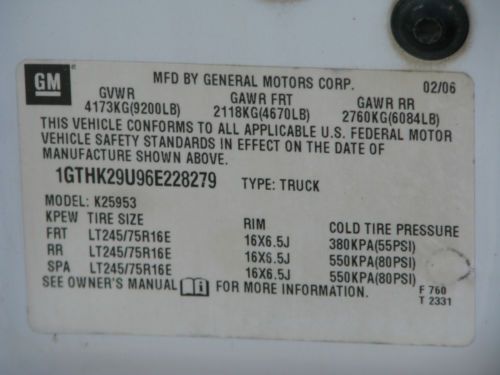 GM MFD BY GENERAL MOTORS CORP. 02/06
GVWR GAWR FRT GAWR RR
4173KG(9200LB) 2118KG(4670LB) 2760KG(6084LB)
THIS VEHICLE CONFORMS TO ALL APPLICABLE U.S. FEDERAL MOTOR
VEHICLE SAFETY STANDARDS IN EFFECT ON THE DATE OF
MANUFACTURE SHOWN ABOVE.
1GTHK29U96E228279 TYPE: TRUCK
MODEL: K25953
KPEW TIRE SIZE RIM COLD TIRE PRESSURE
FRT LT245/75R16E 16X6.5J 380KPA(55PSI)
RR LT245/75R16E 16X6.5J 550KPA(80PSI)
SPA LT245/75R16E 16X6.5J 550KPA(80PSI)
SEE OWNER'S MANUAL i FOR MORE INFORMATION. F 760
T 2331